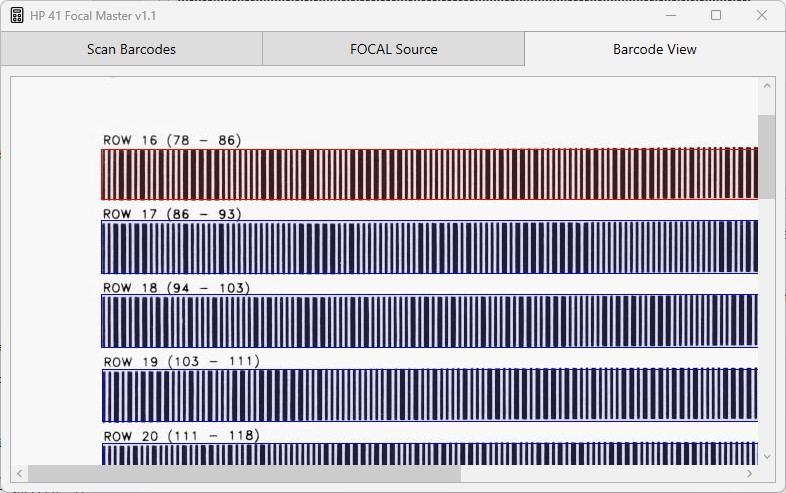 HP 41 Focal Master v1.1
Scan Barcodes
FOCAL Source
Barcode View
ROW 16 (78 - 86)
ROW 17 (86 - 93)
ROW 18 (94 - 103)
ROW 19 (103 - 111)
ROW 20 (111 - 118)